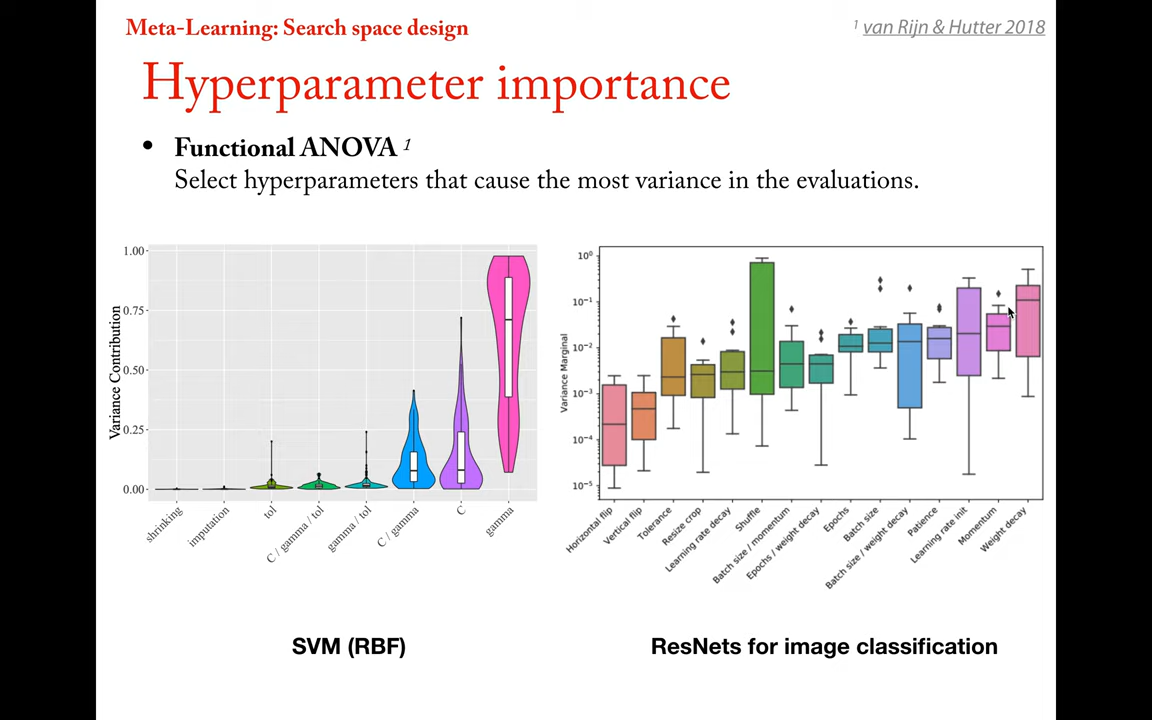 Meta-Learning: Search space design
¹ van Rijn & Hutter 2018
Hyperparameter importance
• Functional ANOVA ¹
Select hyperparameters that cause the most variance in the evaluations.
Variance Contribution
1.00
0.75
0.50
0.25
0.00
shrinking
imputation
tol
C / gamma / tol
gamma / tol
C / gamma
C
gamma
SVM (RBF)
Variance Marginal
10⁰
10⁻¹
10⁻²
10⁻³
10⁻⁴
10⁻⁵
Horizontal flip
Vertical flip
Tolerance
Resize crop
Learning rate decay
Shuffle
Batch size / momentum
Epochs / weight decay
Epochs
Batch size
Batch size / weight decay
Patience
Learning rate init
Momentum
Weight decay
ResNets for image classification